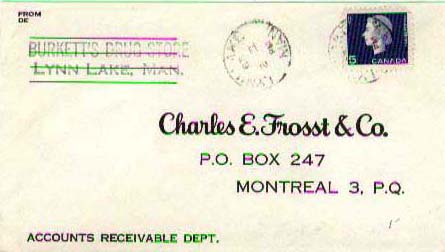 FROM
DE
BURKETT'S DRUG STORE
LYNN LAKE, MAN.
5 CANADA
Charles E. Frosst & Co.
P.O. BOX 247
MONTREAL 3, P.Q.
ACCOUNTS RECEIVABLE DEPT.